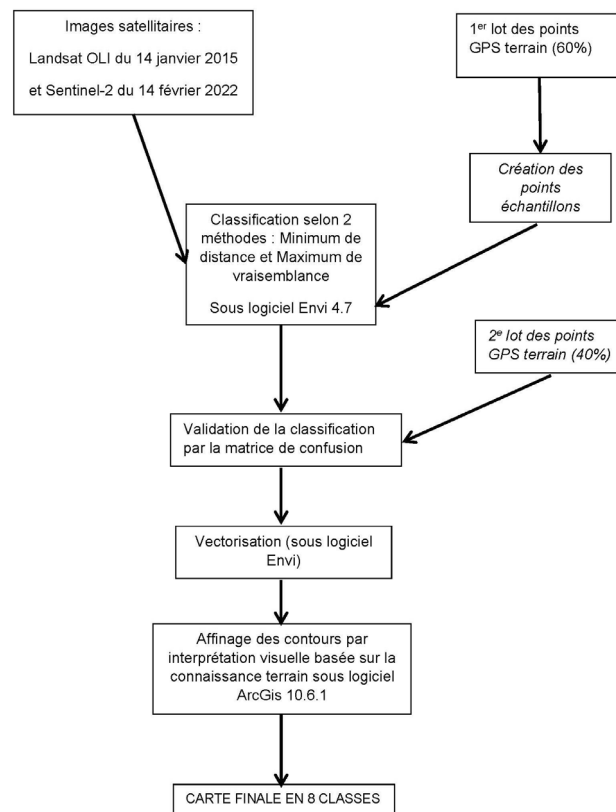 Images satellitaires :
Landsat OLI du 14 janvier 2015
et Sentinel-2 du 14 février 2022
1er lot des points
GPS terrain (60%)
Création des
points
échantillons
Classification selon 2
méthodes : Minimum de
distance et Maximum de
vraisemblance
Sous logiciel Envi 4.7
2e lot des points
GPS terrain (40%)
Validation de la classification
par la matrice de confusion
Vectorisation (sous logiciel
Envi)
Affinage des contours par
interprétation visuelle basée sur la
connaissance terrain sous logiciel
ArcGis 10.6.1
CARTE FINALE EN 8 CLASSES